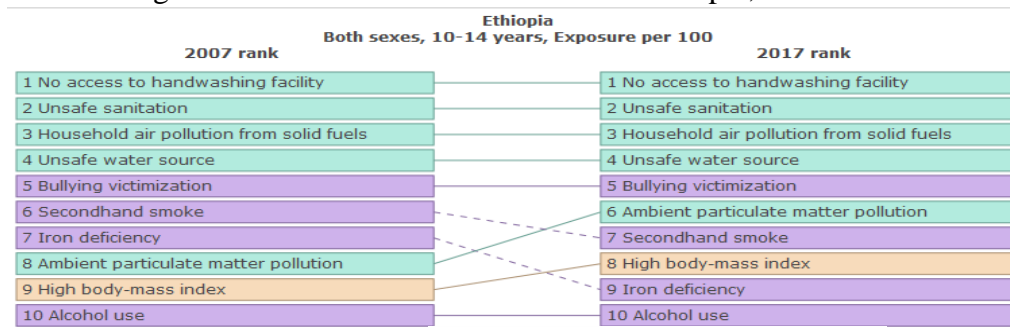 Ethiopia
Both sexes, 10-14 years, Exposure per 100
2007 rank
2017 rank
1 No access to handwashing facility
1 No access to handwashing facility
2 Unsafe sanitation
2 Unsafe sanitation
3 Household air pollution from solid fuels
3 Household air pollution from solid fuels
4 Unsafe water source
4 Unsafe water source
5 Bullying victimization
5 Bullying victimization
6 Secondhand smoke
6 Ambient particulate matter pollution
7 Iron deficiency
7 Secondhand smoke
8 Ambient particulate matter pollution
8 High body-mass index
9 High body-mass index
9 Iron deficiency
10 Alcohol use
10 Alcohol use